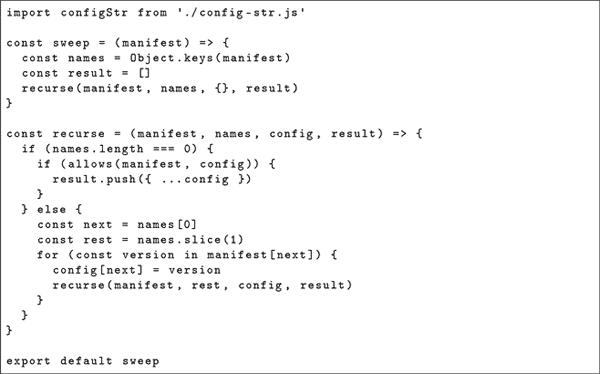 import configStr from './config-str.js'

const sweep = (manifest) => {
  const names = Object.keys(manifest)
  const result = []
  recurse(manifest, names, {}, result)
}

const recurse = (manifest, names, config, result) => {
  if (names.length === 0) {
    if (allows(manifest, config)) {
      result.push({ ...config })
    }
  } else {
    const next = names[0]
    const rest = names.slice(1)
    for (const version in manifest[next]) {
      config[next] = version
      recurse(manifest, rest, config, result)
    }
  }
}

export default sweep